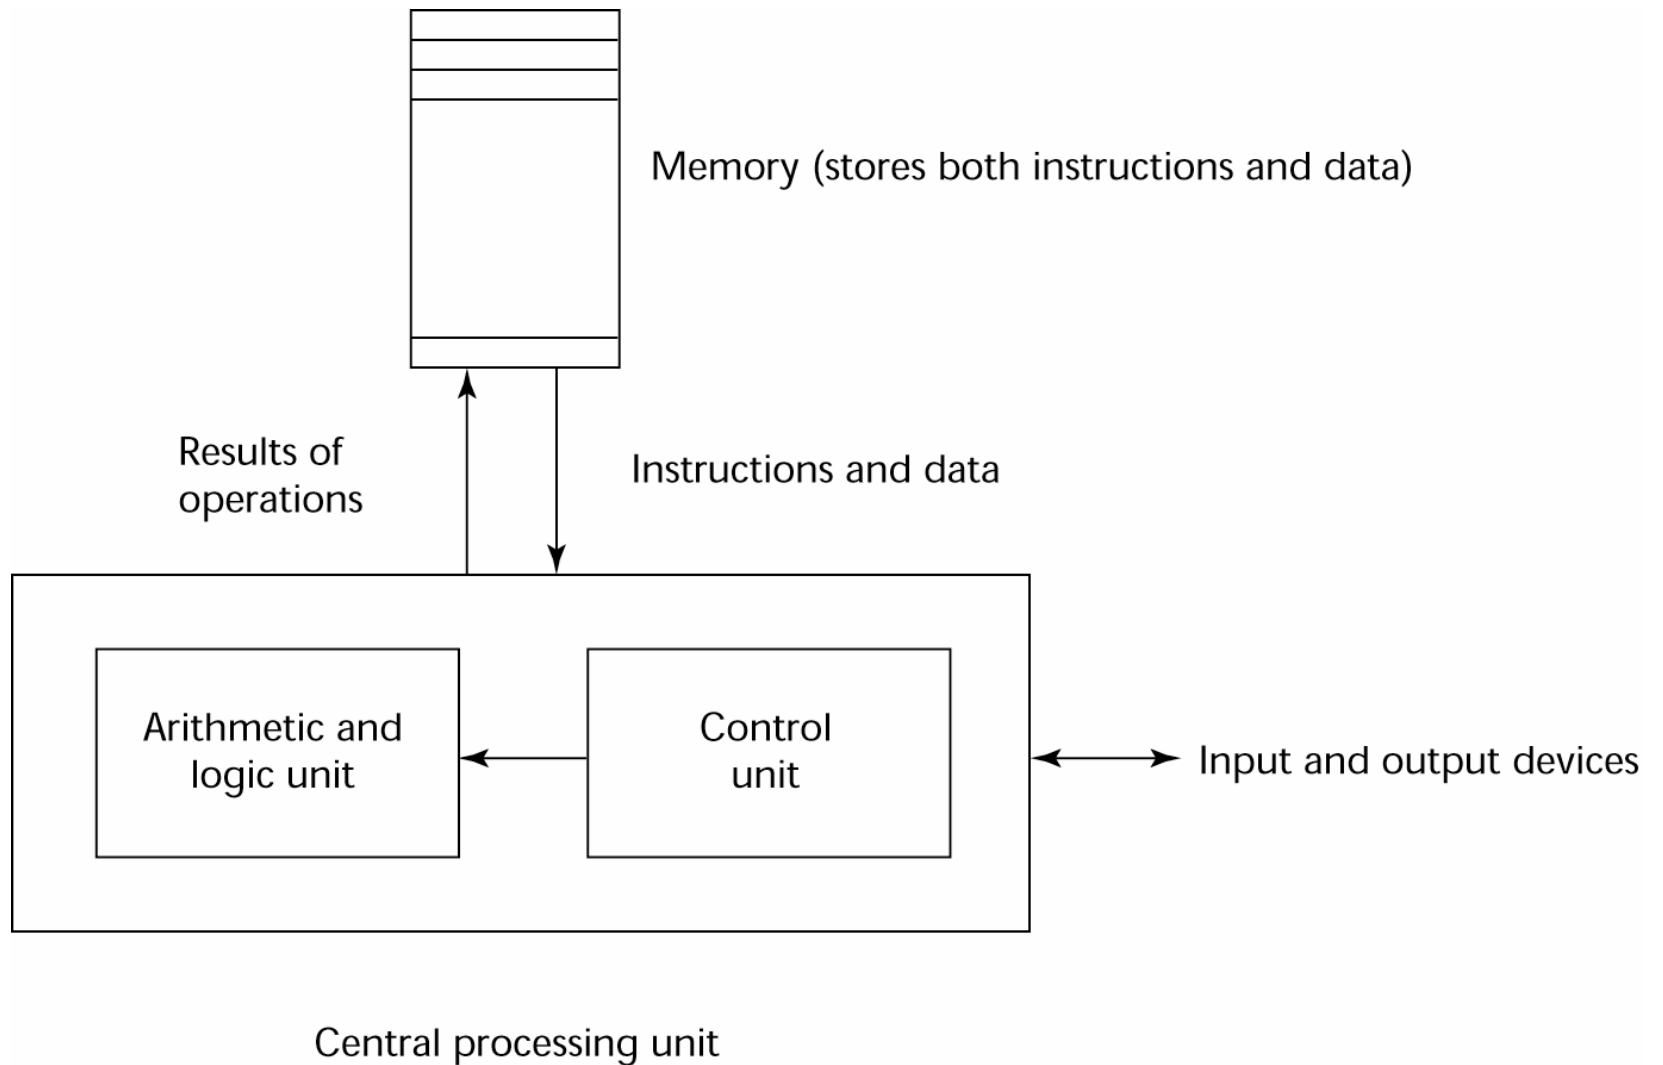 Memory (stores both instructions and data)
Results of
operations
Instructions and data
Arithmetic and
logic unit
Control
unit
Input and output devices
Central processing unit